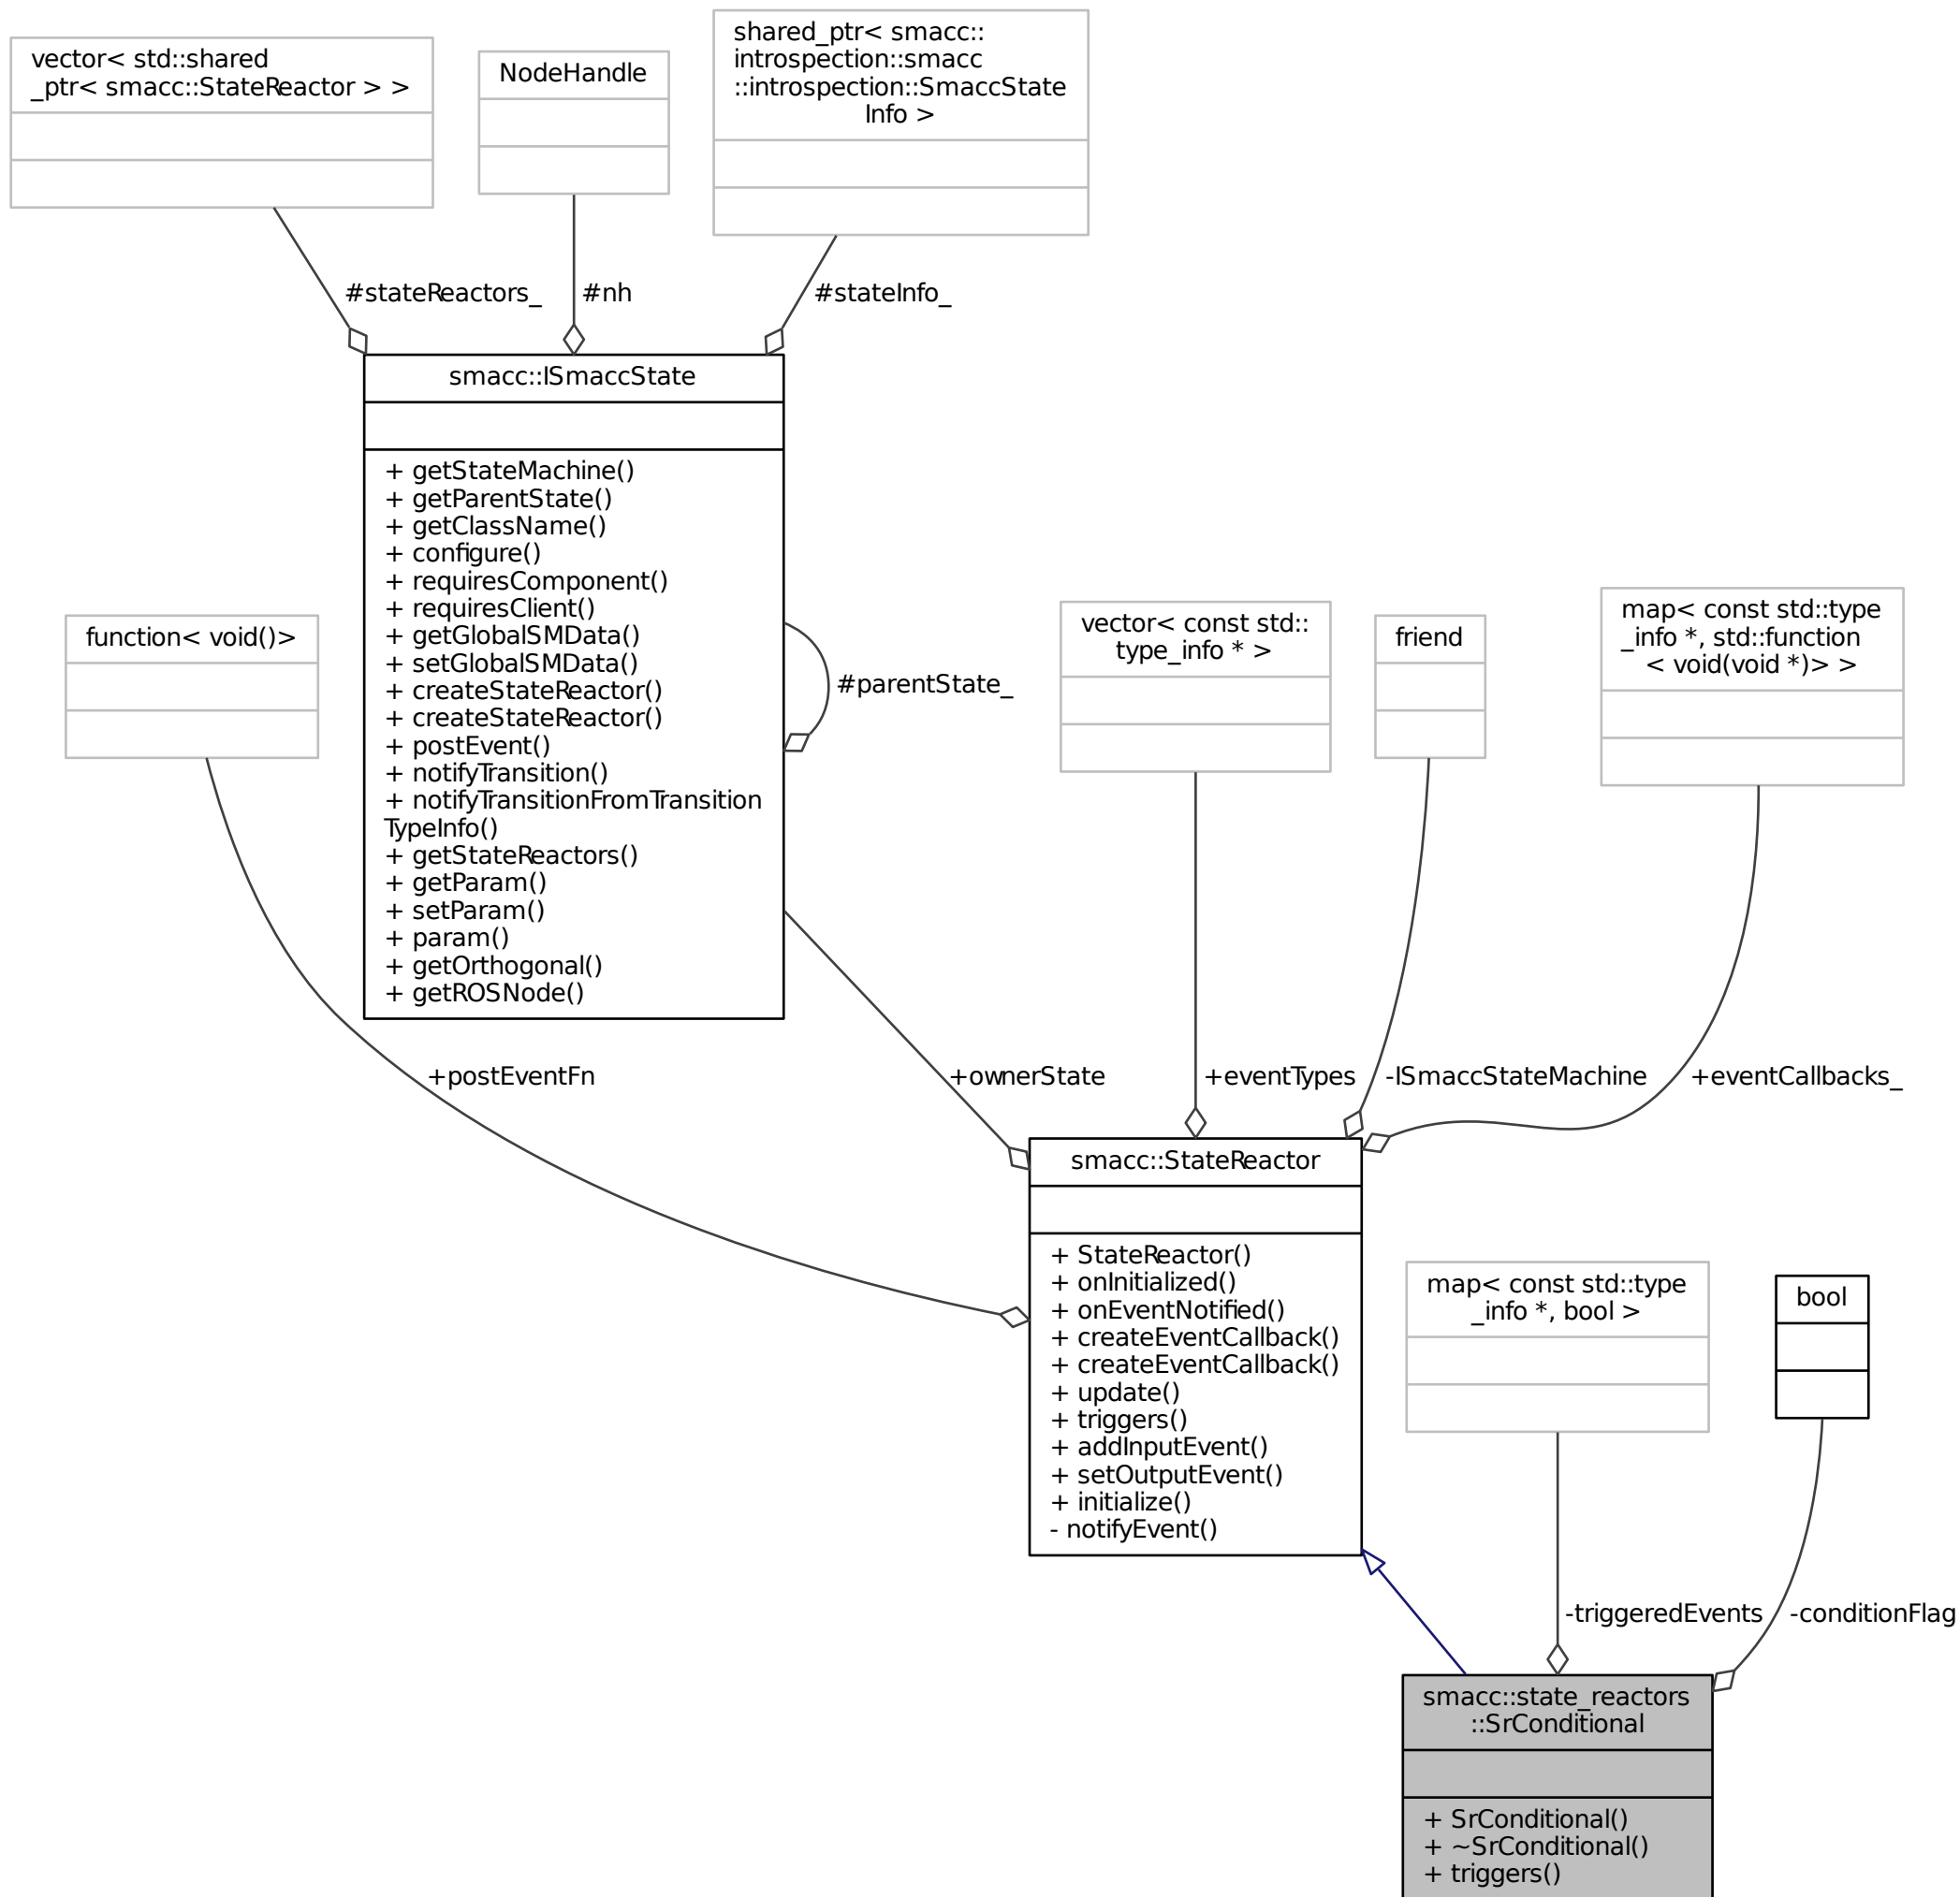 vector< std::shared
_ptr< smacc::StateReactor > >
NodeHandle
shared_ptr< smacc::
introspection::smacc
::introspection::SmaccState
Info >
#stateReactors_
#nh
#stateInfo_
smacc::ISmaccState
+ getStateMachine()
+ getParentState()
+ getClassName()
+ configure()
+ requiresComponent()
+ requiresClient()
+ getGlobalSMData()
+ setGlobalSMData()
+ createStateReactor()
+ createStateReactor()
+ postEvent()
+ notifyTransition()
+ notifyTransitionFromTransition
TypeInfo()
+ getStateReactors()
+ getParam()
+ setParam()
+ param()
+ getOrthogonal()
+ getROSNode()
#parentState_
function< void()>
vector< const std::
type_info * >
friend
map< const std::type
_info *, std::function
< void(void *)> >
+postEventFn
+ownerState
+eventTypes
-ISmaccStateMachine
+eventCallbacks_
smacc::StateReactor
+ StateReactor()
+ onInitialized()
+ onEventNotified()
+ createEventCallback()
+ createEventCallback()
+ update()
+ triggers()
+ addInputEvent()
+ setOutputEvent()
+ initialize()
- notifyEvent()
map< const std::type
_info *, bool >
bool
-triggeredEvents
-conditionFlag
smacc::state_reactors
::SrConditional
+ SrConditional()
+ ~SrConditional()
+ triggers()